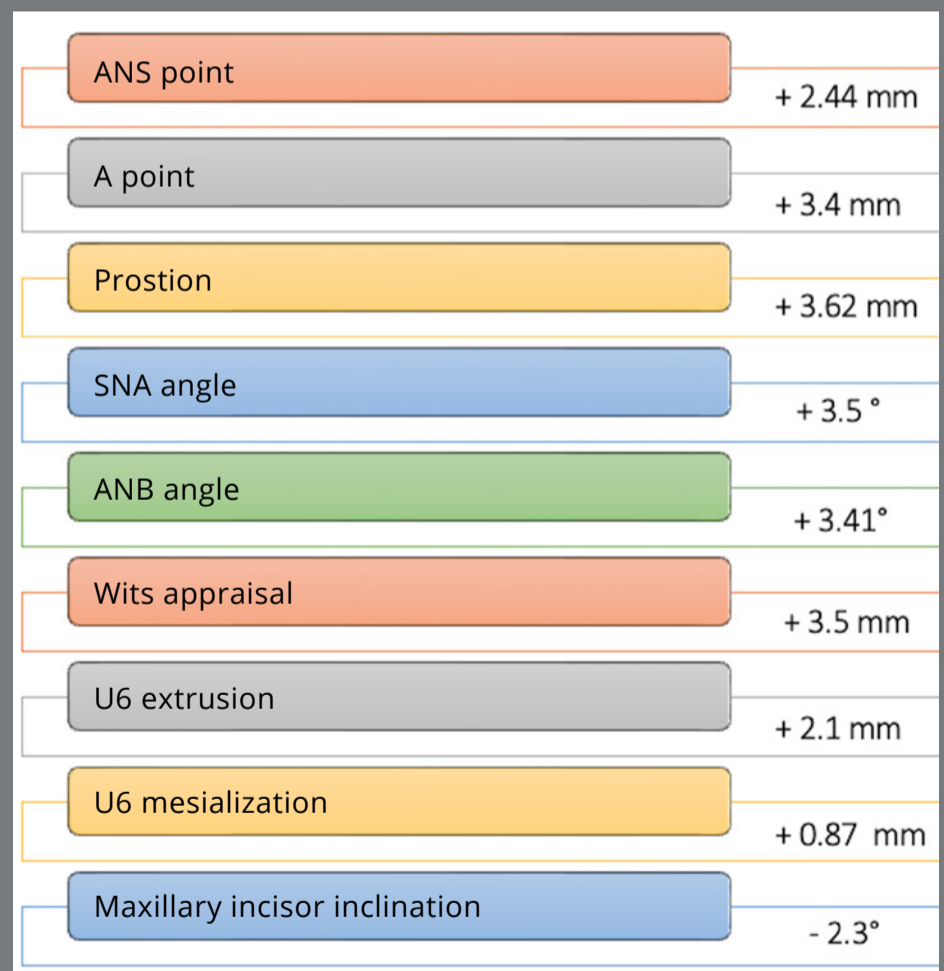 ANS point
+ 2.44 mm
A point
+ 3.4 mm
Prostion
+ 3.62 mm
SNA angle
+ 3.5 °
ANB angle
+ 3.41°
Wits appraisal
+ 3.5 mm
U6 extrusion
+ 2.1 mm
U6 mesialization
+ 0.87 mm
Maxillary incisor inclination
- 2.3°